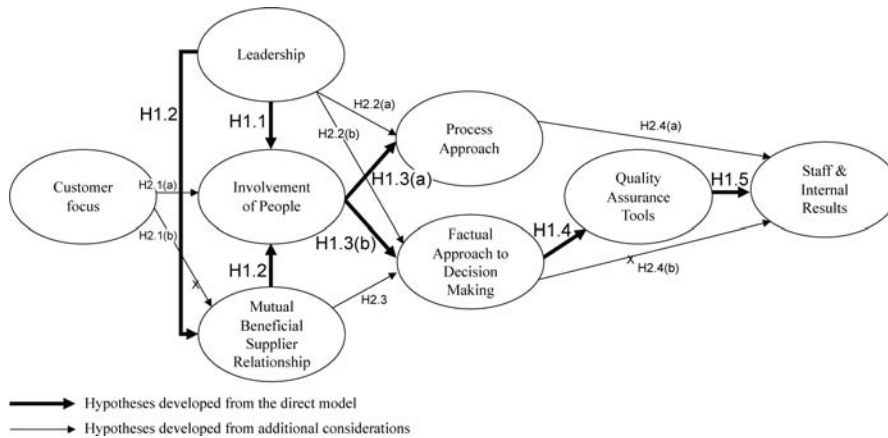 Leadership
H1.2
H1.1
H2.2(a)
H2.2(b)
Process
Approach
H2.4(a)
Customer
focus
H2.1(a)
Involvement
of People
H1.3(a)
Quality
Assurance
Tools
H1.5
Staff &
Internal
Results
H2.1(b)
X
H1.2
H1.3(b)
Factual
Approach to
Decision
Making
H1.4
X
H2.4(b)
Mutual
Beneficial
Supplier
Relationship
H2.3
Hypotheses developed from the direct model
Hypotheses developed from additional considerations